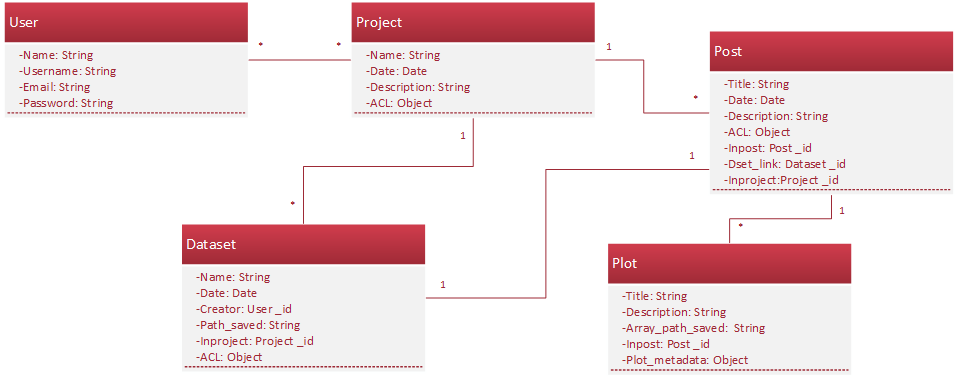 User
-Name: String
-Username: String
-Email: String
-Password: String
*
*
Project
-Name: String
-Date: Date
-Description: String
-ACL: Object
1
*
Post
-Title: String
-Date: Date
-Description: String
-ACL: Object
-Inpost: Post _id
-Dset_link: Dataset _id
-Inproject:Project _id
1
*
1
1
1
*
Dataset
-Name: String
-Date: Date
-Creator: User _id
-Path_saved: String
-Inproject: Project _id
-ACL: Object
Plot
-Title: String
-Description: String
-Array_path_saved: String
-Inpost: Post _id
-Plot_metadata: Object